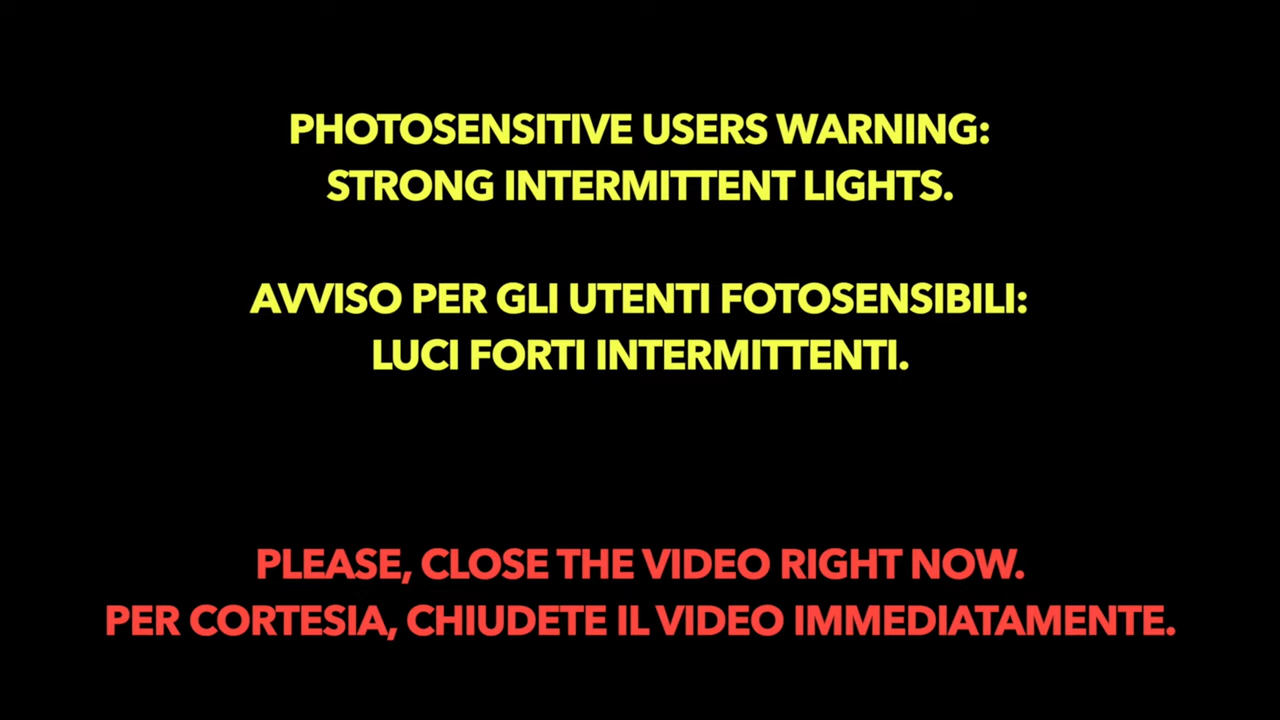 PHOTOSENSITIVE USERS WARNING:
STRONG INTERMITTENT LIGHTS.
AVVISO PER GLI UTENTI FOTOSENSIBILI:
LUCI FORTI INTERMITTENTI.
PLEASE, CLOSE THE VIDEO RIGHT NOW.
PER CORTESIA, CHIUDETE IL VIDEO IMMEDIATAMENTE.